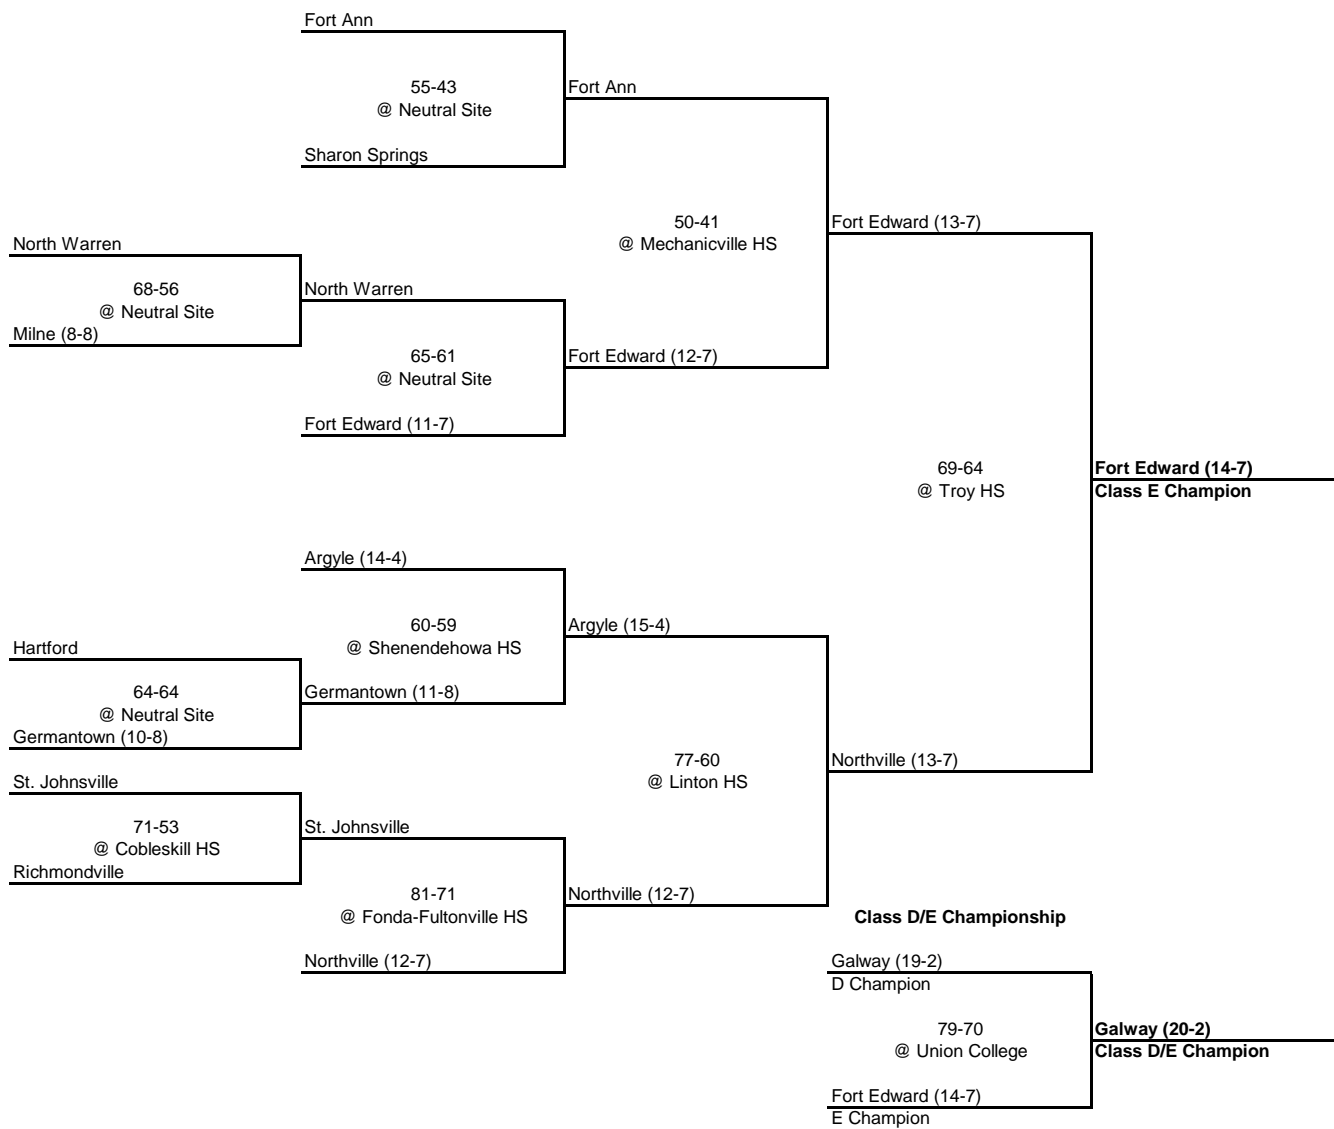 Fort Ann
55-43
@ Neutral Site
Fort Ann
Sharon Springs
50-41
@ Mechanicville HS
Fort Edward (13-7)
North Warren
68-56
@ Neutral Site
North Warren
Milne (8-8)
65-61
@ Neutral Site
Fort Edward (12-7)
Fort Edward (11-7)
69-64
@ Troy HS
Fort Edward (14-7)
Class E Champion
Argyle (14-4)
60-59
@ Shenendehowa HS
Argyle (15-4)
Hartford
64-64
@ Neutral Site
Germantown (11-8)
Germantown (10-8)
77-60
@ Linton HS
Northville (13-7)
St. Johnsville
71-53
@ Cobleskill HS
St. Johnsville
Richmondville
81-71
@ Fonda-Fultonville HS
Northville (12-7)
Northville (12-7)
Class D/E Championship
Galway (19-2)
D Champion
79-70
@ Union College
Galway (20-2)
Class D/E Champion
Fort Edward (14-7)
E Champion